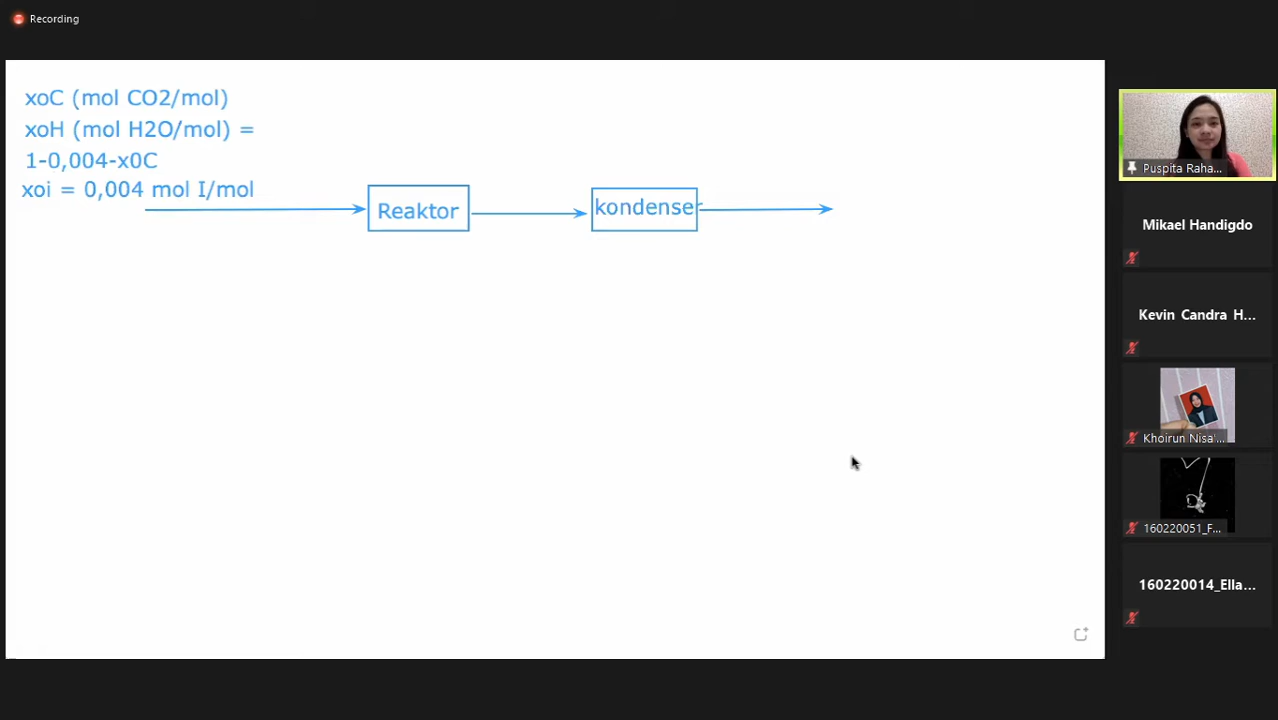 Recording
xoC (mol CO2/mol)
xoH (mol H2O/mol) =
1-0,004-x0C
xoi = 0,004 mol I/mol
Reaktor
kondenser
Puspita Raha...
Mikael Handigdo
Kevin Candra H...
Khoirun Nisa'...
160220051_F...
160220014_Ella...